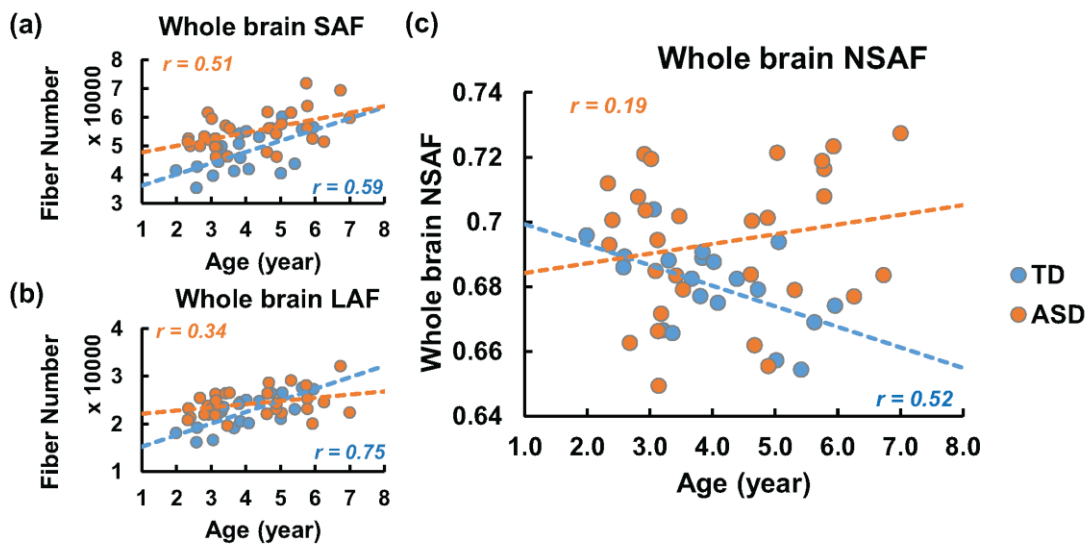 (a)
Whole brain SAF
r = 0.51
Fiber Number
x 10000
8
7
6
5
4
3
r = 0.59
1 2 3 4 5 6 7 8
Age (year)
(b)
Whole brain LAF
r = 0.34
Fiber Number
x 10000
4
3
2
1
r = 0.75
1 2 3 4 5 6 7 8
Age (year)
(c)
Whole brain NSAF
r = 0.19
Whole brain NSAF
0.74
0.72
0.7
0.68
0.66
0.64
r = 0.52
1.0 2.0 3.0 4.0 5.0 6.0 7.0 8.0
Age (year)
TD
ASD